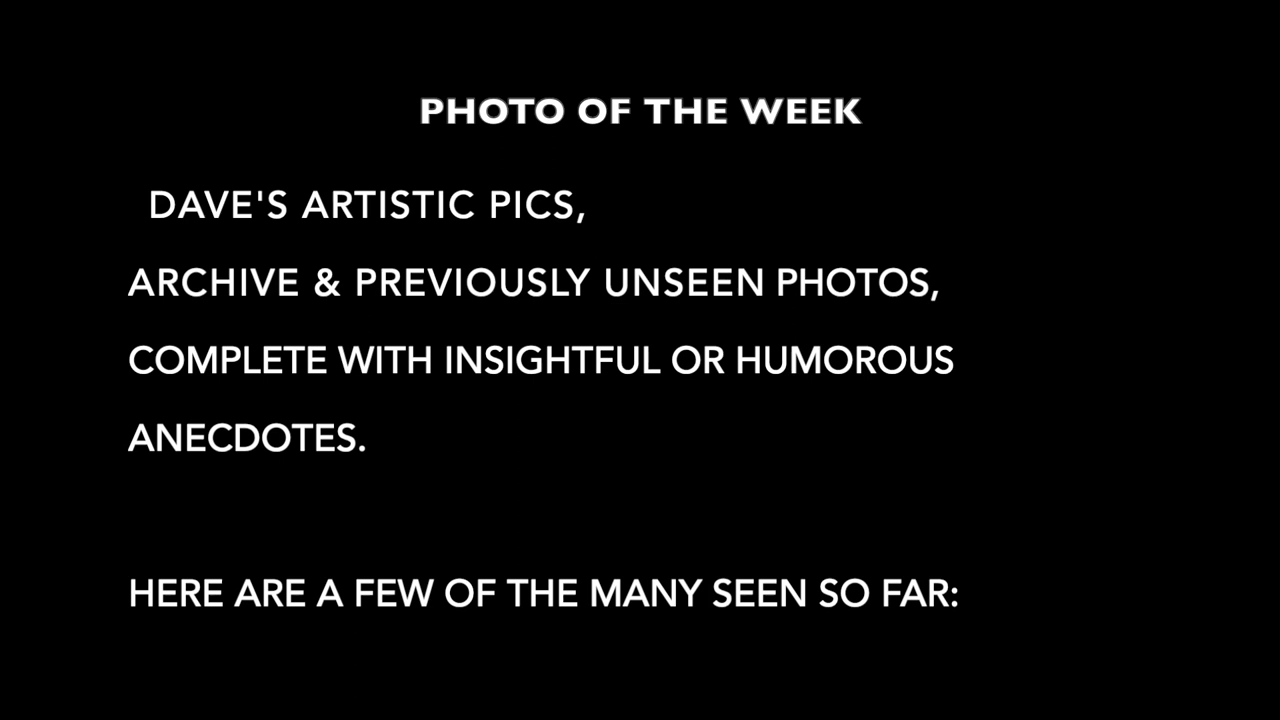 PHOTO OF THE WEEK
DAVE'S ARTISTIC PICS,
ARCHIVE & PREVIOUSLY UNSEEN PHOTOS,
COMPLETE WITH INSIGHTFUL OR HUMOROUS
ANECDOTES.
HERE ARE A FEW OF THE MANY SEEN SO FAR: